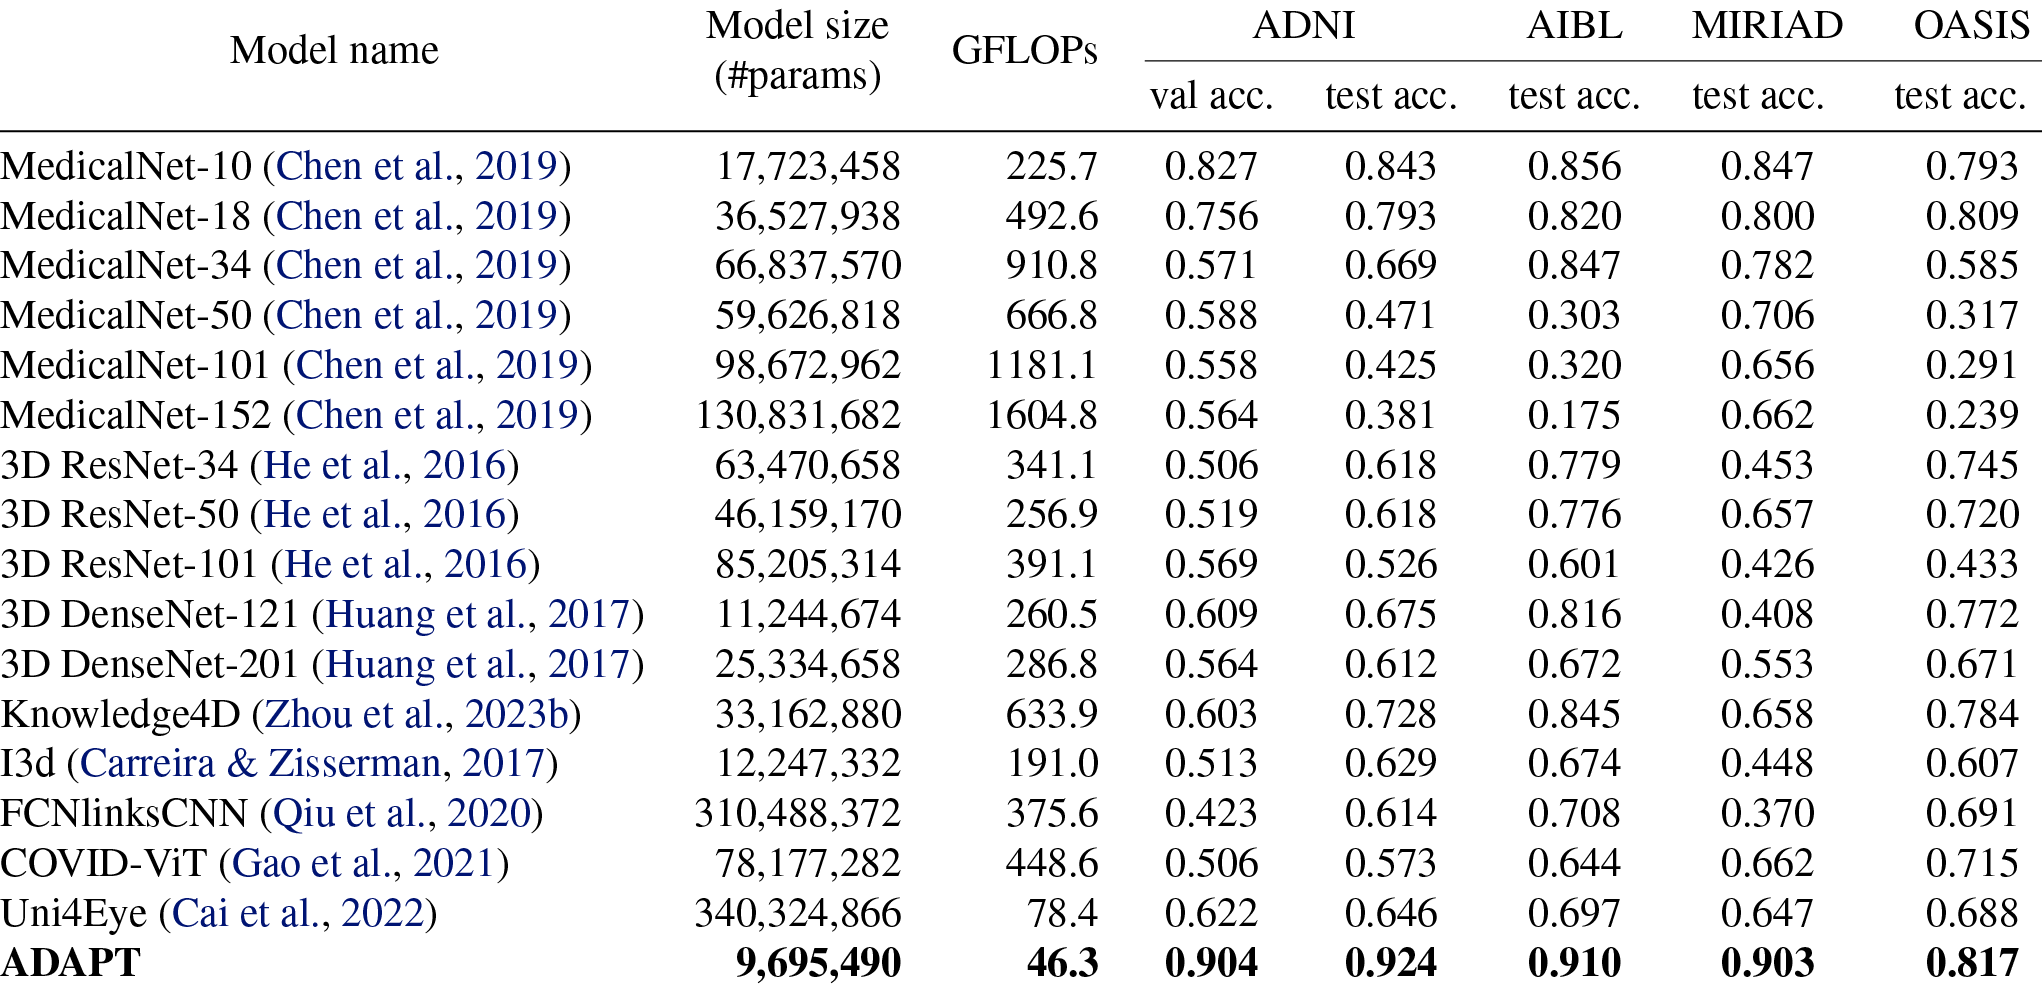 Model name Model size (#params) GFLOPs ADNI AIBL MIRIAD OASIS
val acc. test acc. test acc. test acc. test acc.
MedicalNet-10 (Chen et al., 2019) 17,723,458 225.7 0.827 0.843 0.856 0.847 0.793
MedicalNet-18 (Chen et al., 2019) 36,527,938 492.6 0.756 0.793 0.820 0.800 0.809
MedicalNet-34 (Chen et al., 2019) 66,837,570 910.8 0.571 0.669 0.847 0.782 0.585
MedicalNet-50 (Chen et al., 2019) 59,626,818 666.8 0.588 0.471 0.303 0.706 0.317
MedicalNet-101 (Chen et al., 2019) 98,672,962 1181.1 0.558 0.425 0.320 0.656 0.291
MedicalNet-152 (Chen et al., 2019) 130,831,682 1604.8 0.564 0.381 0.175 0.662 0.239
3D ResNet-34 (He et al., 2016) 63,470,658 341.1 0.506 0.618 0.779 0.453 0.745
3D ResNet-50 (He et al., 2016) 46,159,170 256.9 0.519 0.618 0.776 0.657 0.720
3D ResNet-101 (He et al., 2016) 85,205,314 391.1 0.569 0.526 0.601 0.426 0.433
3D DenseNet-121 (Huang et al., 2017) 11,244,674 260.5 0.609 0.675 0.816 0.408 0.772
3D DenseNet-201 (Huang et al., 2017) 25,334,658 286.8 0.564 0.612 0.672 0.553 0.671
Knowledge4D (Zhou et al., 2023b) 33,162,880 633.9 0.603 0.728 0.845 0.658 0.784
I3d (Carreira & Zisserman, 2017) 12,247,332 191.0 0.513 0.629 0.674 0.448 0.607
FCNlinksCNN (Qiu et al., 2020) 310,488,372 375.6 0.423 0.614 0.708 0.370 0.691
COVID-ViT (Gao et al., 2021) 78,177,282 448.6 0.506 0.573 0.644 0.662 0.715
Uni4Eye (Cai et al., 2022) 340,324,866 78.4 0.622 0.646 0.697 0.647 0.688
ADAPT 9,695,490 46.3 0.904 0.924 0.910 0.903 0.817